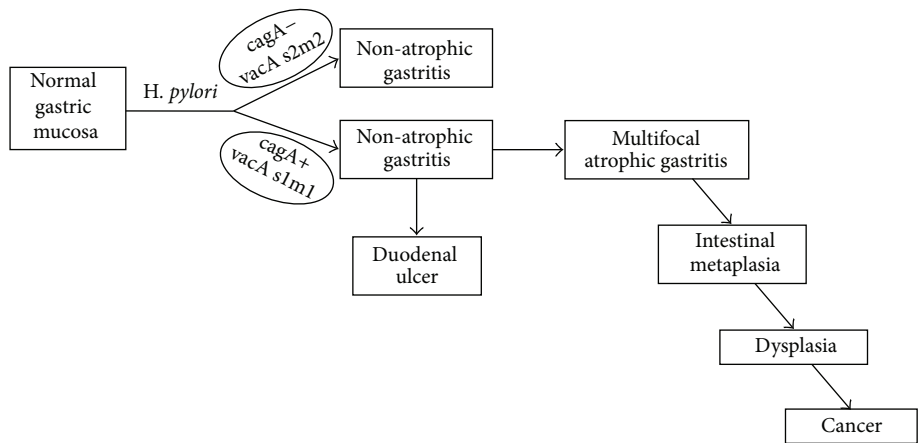 Normal
gastric
mucosa
H. pylori
cagA−
vacA s2m2
Non-atrophic
gastritis
cagA+
vacA s1m1
Non-atrophic
gastritis
Multifocal
atrophic gastritis
Duodenal
ulcer
Intestinal
metaplasia
Dysplasia
Cancer